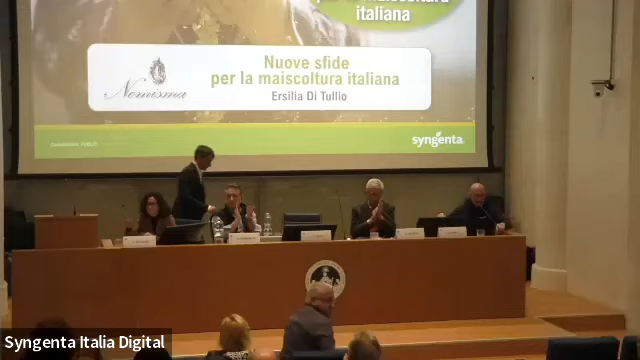 italiana
Nomisma
Nuove sfide
per la maiscoltura italiana
Ersilia Di Tullio
syngenta
Syngenta Italia Digital